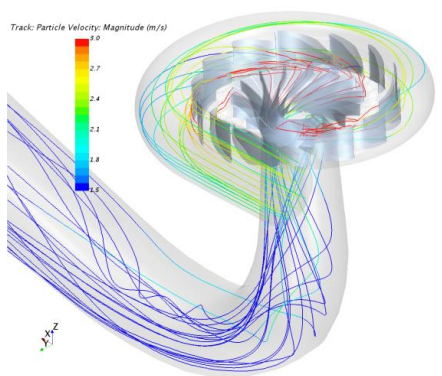 Track: Particle Velocity: Magnitude (m/s)
3.0
2.7
2.4
2.1
1.8
1.5
Z
X
Y